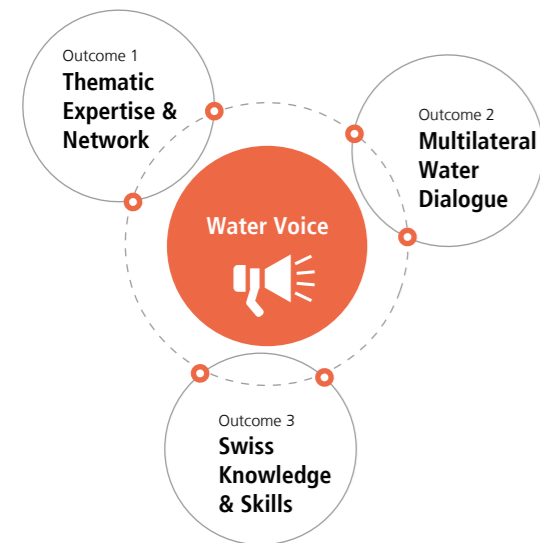 Outcome 1
Thematic
Expertise &
Network
Outcome 2
Multilateral
Water
Dialogue
Water Voice
Outcome 3
Swiss
Knowledge
& Skills